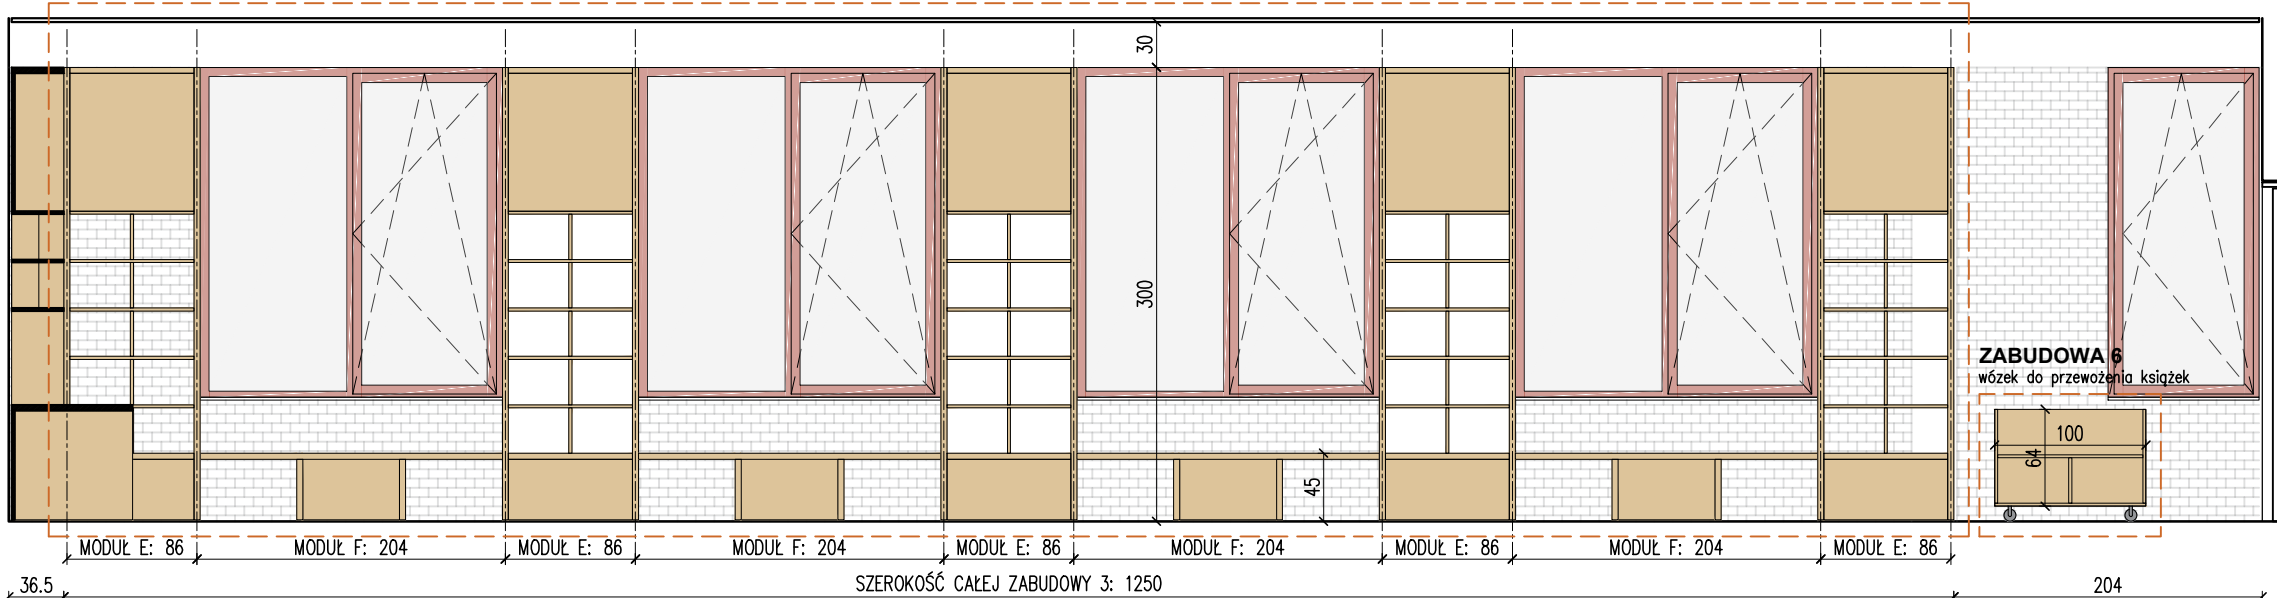 30
300
ZABUDOWA 6
wózek do przewożenia książek
100
64
45
MODUŁ E: 86
MODUŁ F: 204
MODUŁ E: 86
MODUŁ F: 204
MODUŁ E: 86
MODUŁ F: 204
MODUŁ E: 86
MODUŁ F: 204
MODUŁ E: 86
36.5
SZEROKOŚĆ CAŁEJ ZABUDOWY 3: 1250
204